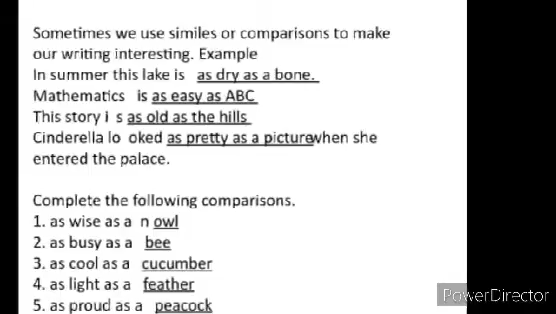 Sometimes we use similes or comparisons to make
our writing interesting. Example
In summer this lake is as dry as a bone.
Mathematics is as easy as ABC
This story i s as old as the hills
Cinderella lo oked as pretty as a picturewhen she
entered the palace.
Complete the following comparisons.
1. as wise as a n owl
2. as busy as a bee
3. as cool as a cucumber
4. as light as a feather
5. as proud as a peacock
PowerDirector